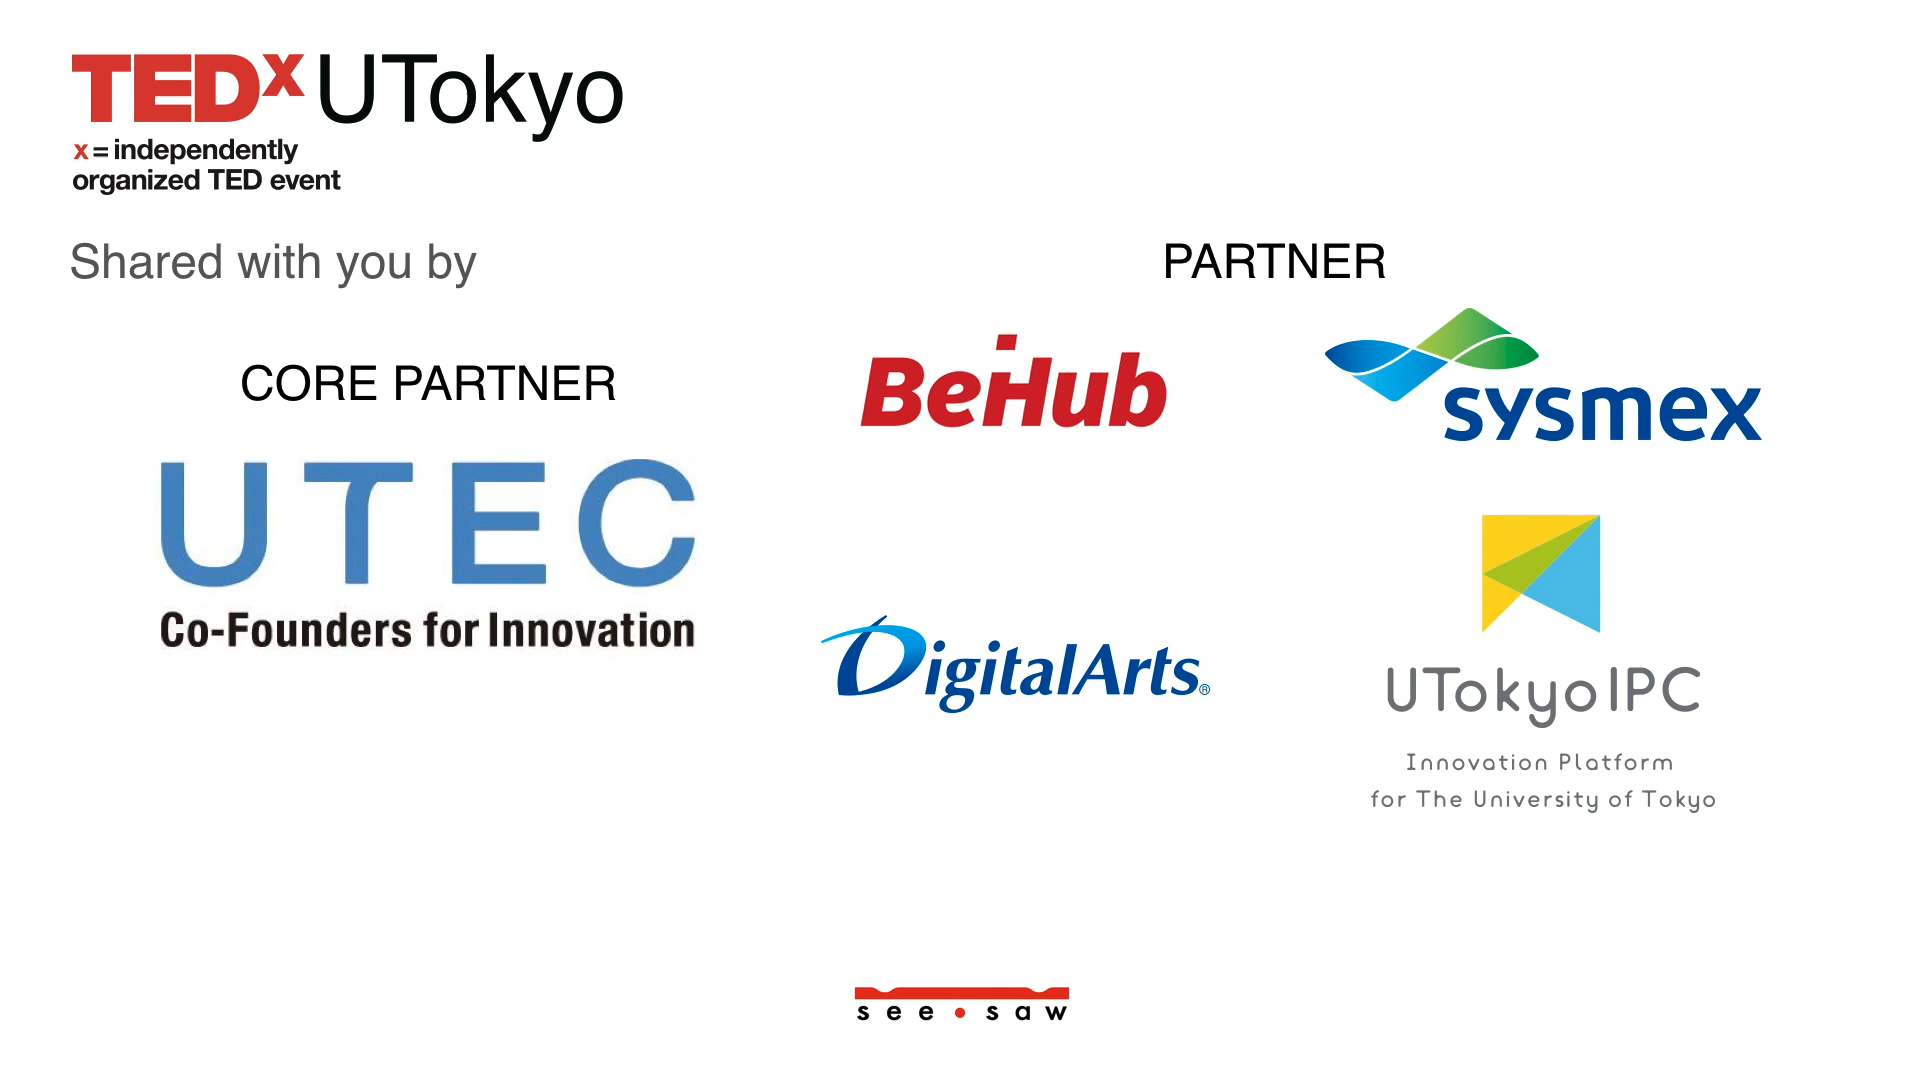 TEDx UTokyo
x = independently
organized TED event
Shared with you by
CORE PARTNER
UTEC
Co-Founders for Innovation
PARTNER
BeHub
sysmex
DigitalArts®
UTokyo IPC
Innovation Platform
for The University of Tokyo
see•saw